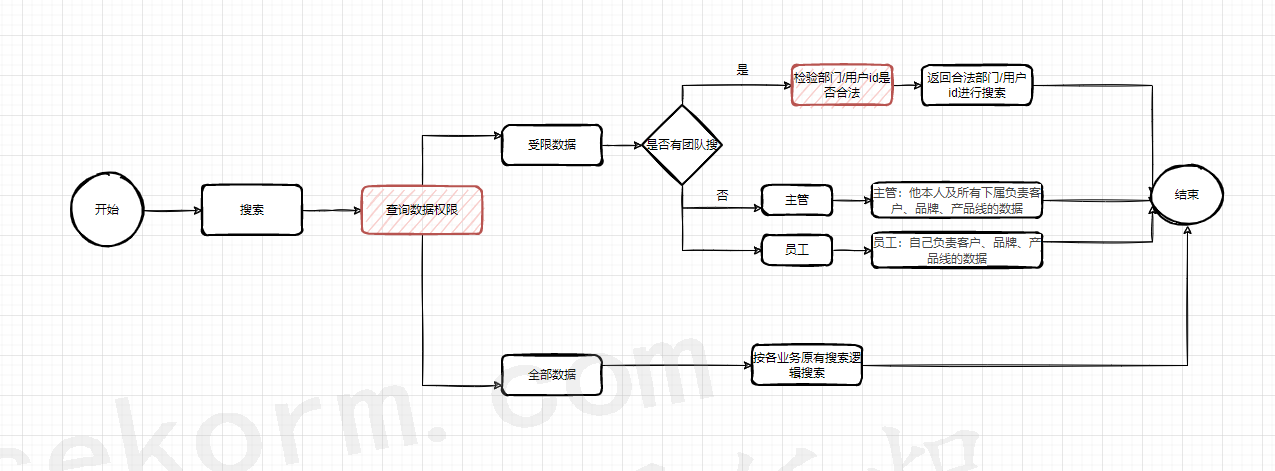 开始
搜索
查询数据权限
受限数据
是否有团队搜
是
检验部门/用户id是
否合法
返回合法部门/用户
id进行搜索
否
主管
主管：他本人及所有下属负责客
户、品牌、产品线的数据
员工
员工：自己负责客户、品牌、产
品线的数据
结束
全部数据
按各业务原有搜索逻
辑搜索
sekorm.com